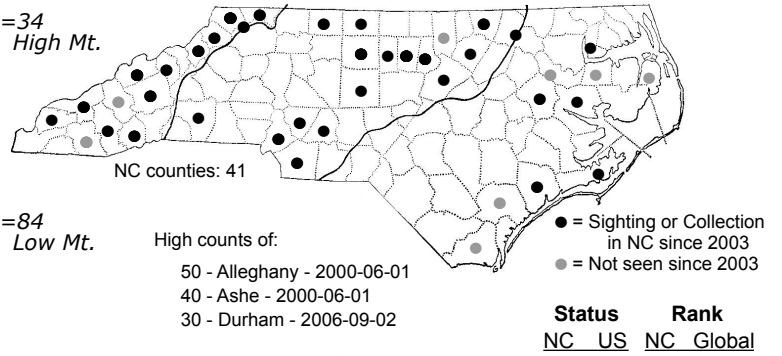 =34
High Mt.
NC counties: 41
=84
Low Mt.
High counts of:
50 - Alleghany - 2000-06-01
40 - Ashe - 2000-06-01
30 - Durham - 2006-09-02
= Sighting or Collection
in NC since 2003
= Not seen since 2003
Status Rank
NC US NC Global